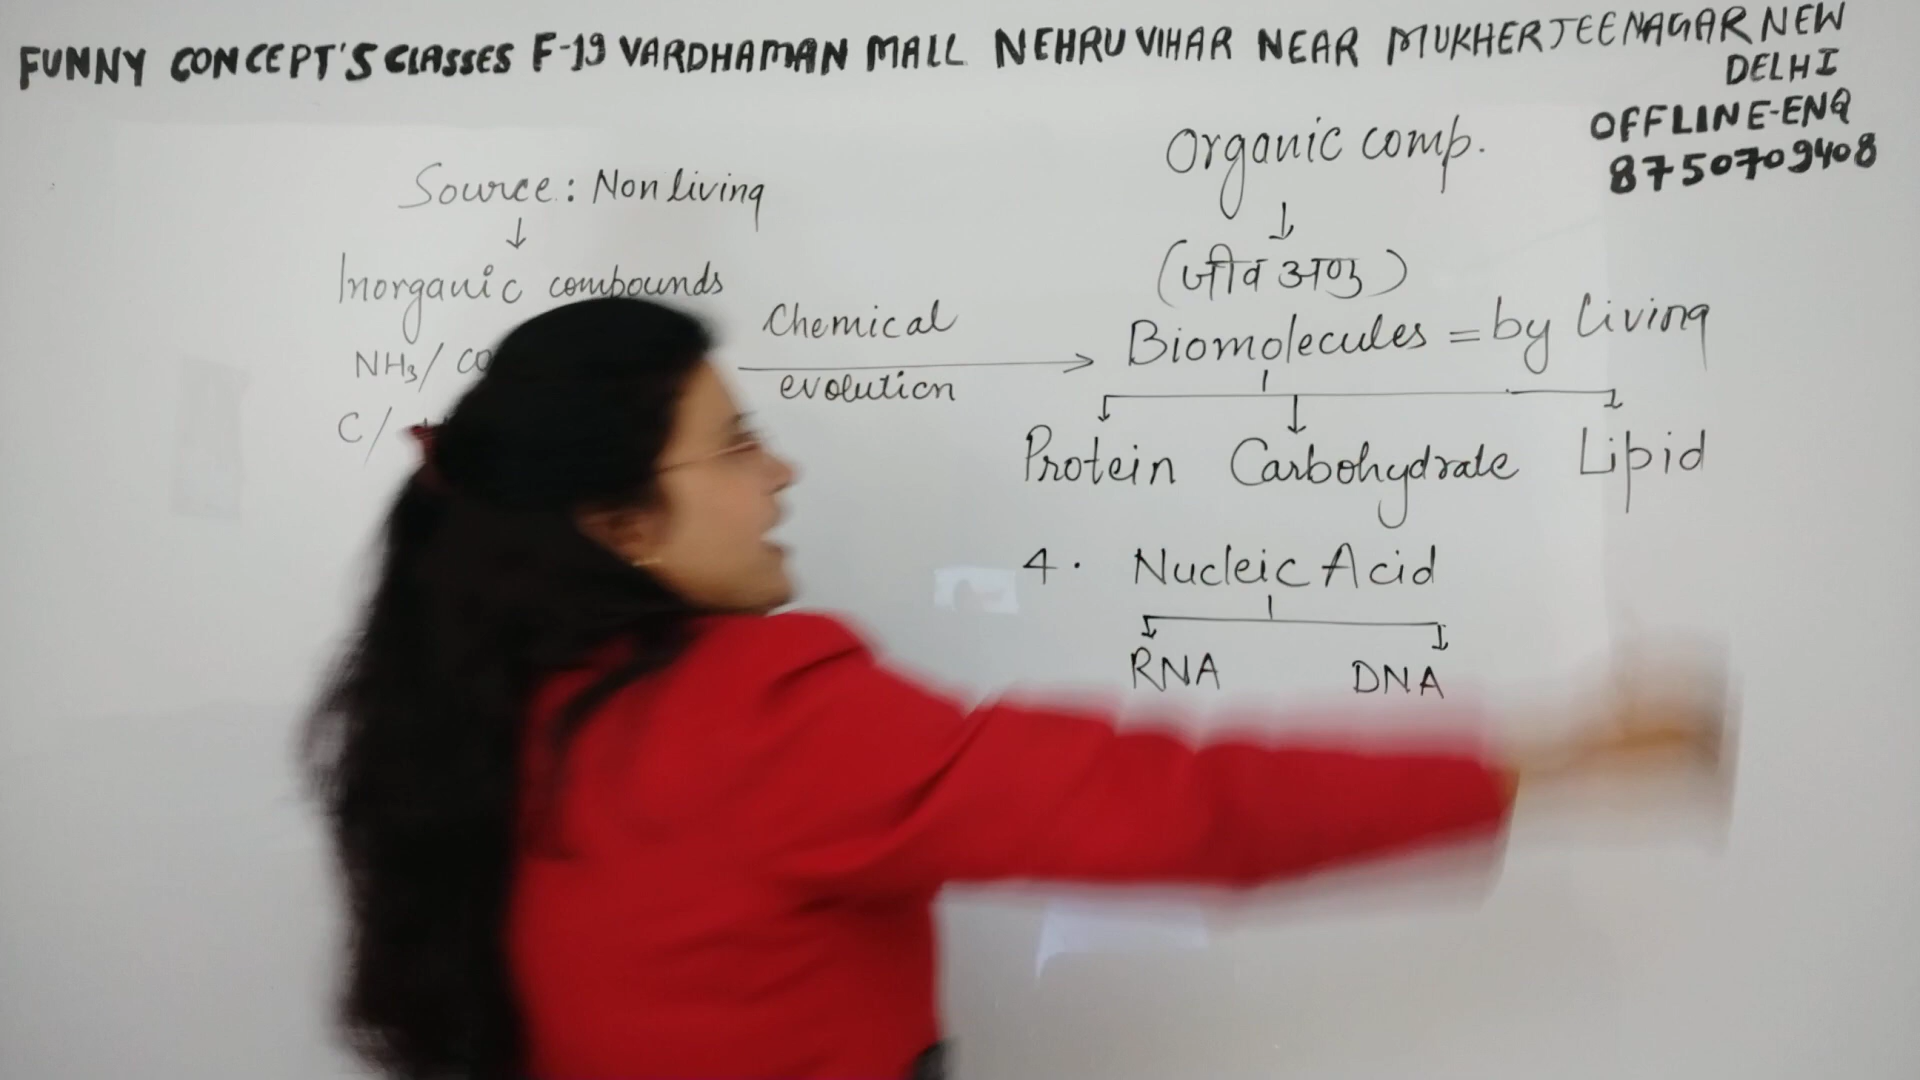 FUNNY CONCEPT'S CLASSES F-19 VARDHAMAN MALL NEHRU VIHAR NEAR MUKHERJEE NAGAR NEW
DELHI
OFFLINE-ENQ
8750709408
Source: Non living
↓
Inorganic compounds
NH₃/
C/
Chemical
evolution
Organic comp.
↓
(जीव अणु)
Biomolecules = by living
Protein Carbohydrate Lipid
4. Nucleic Acid
RNA DNA